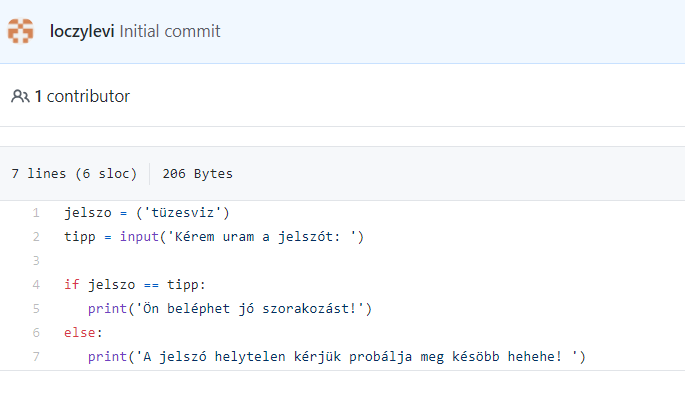 loczylevi Initial commit
1 contributor
7 lines (6 sloc) 206 Bytes
1 jelszo = ('tüzesviz')
2 tipp = input('Kérem uram a jelszót: ')
3
4 if jelszo == tipp:
5 print('Ön beléphet jó szorakozást!')
6 else:
7 print('A jelszó helytelen kérjük probálja meg késöbb hehehe! ')